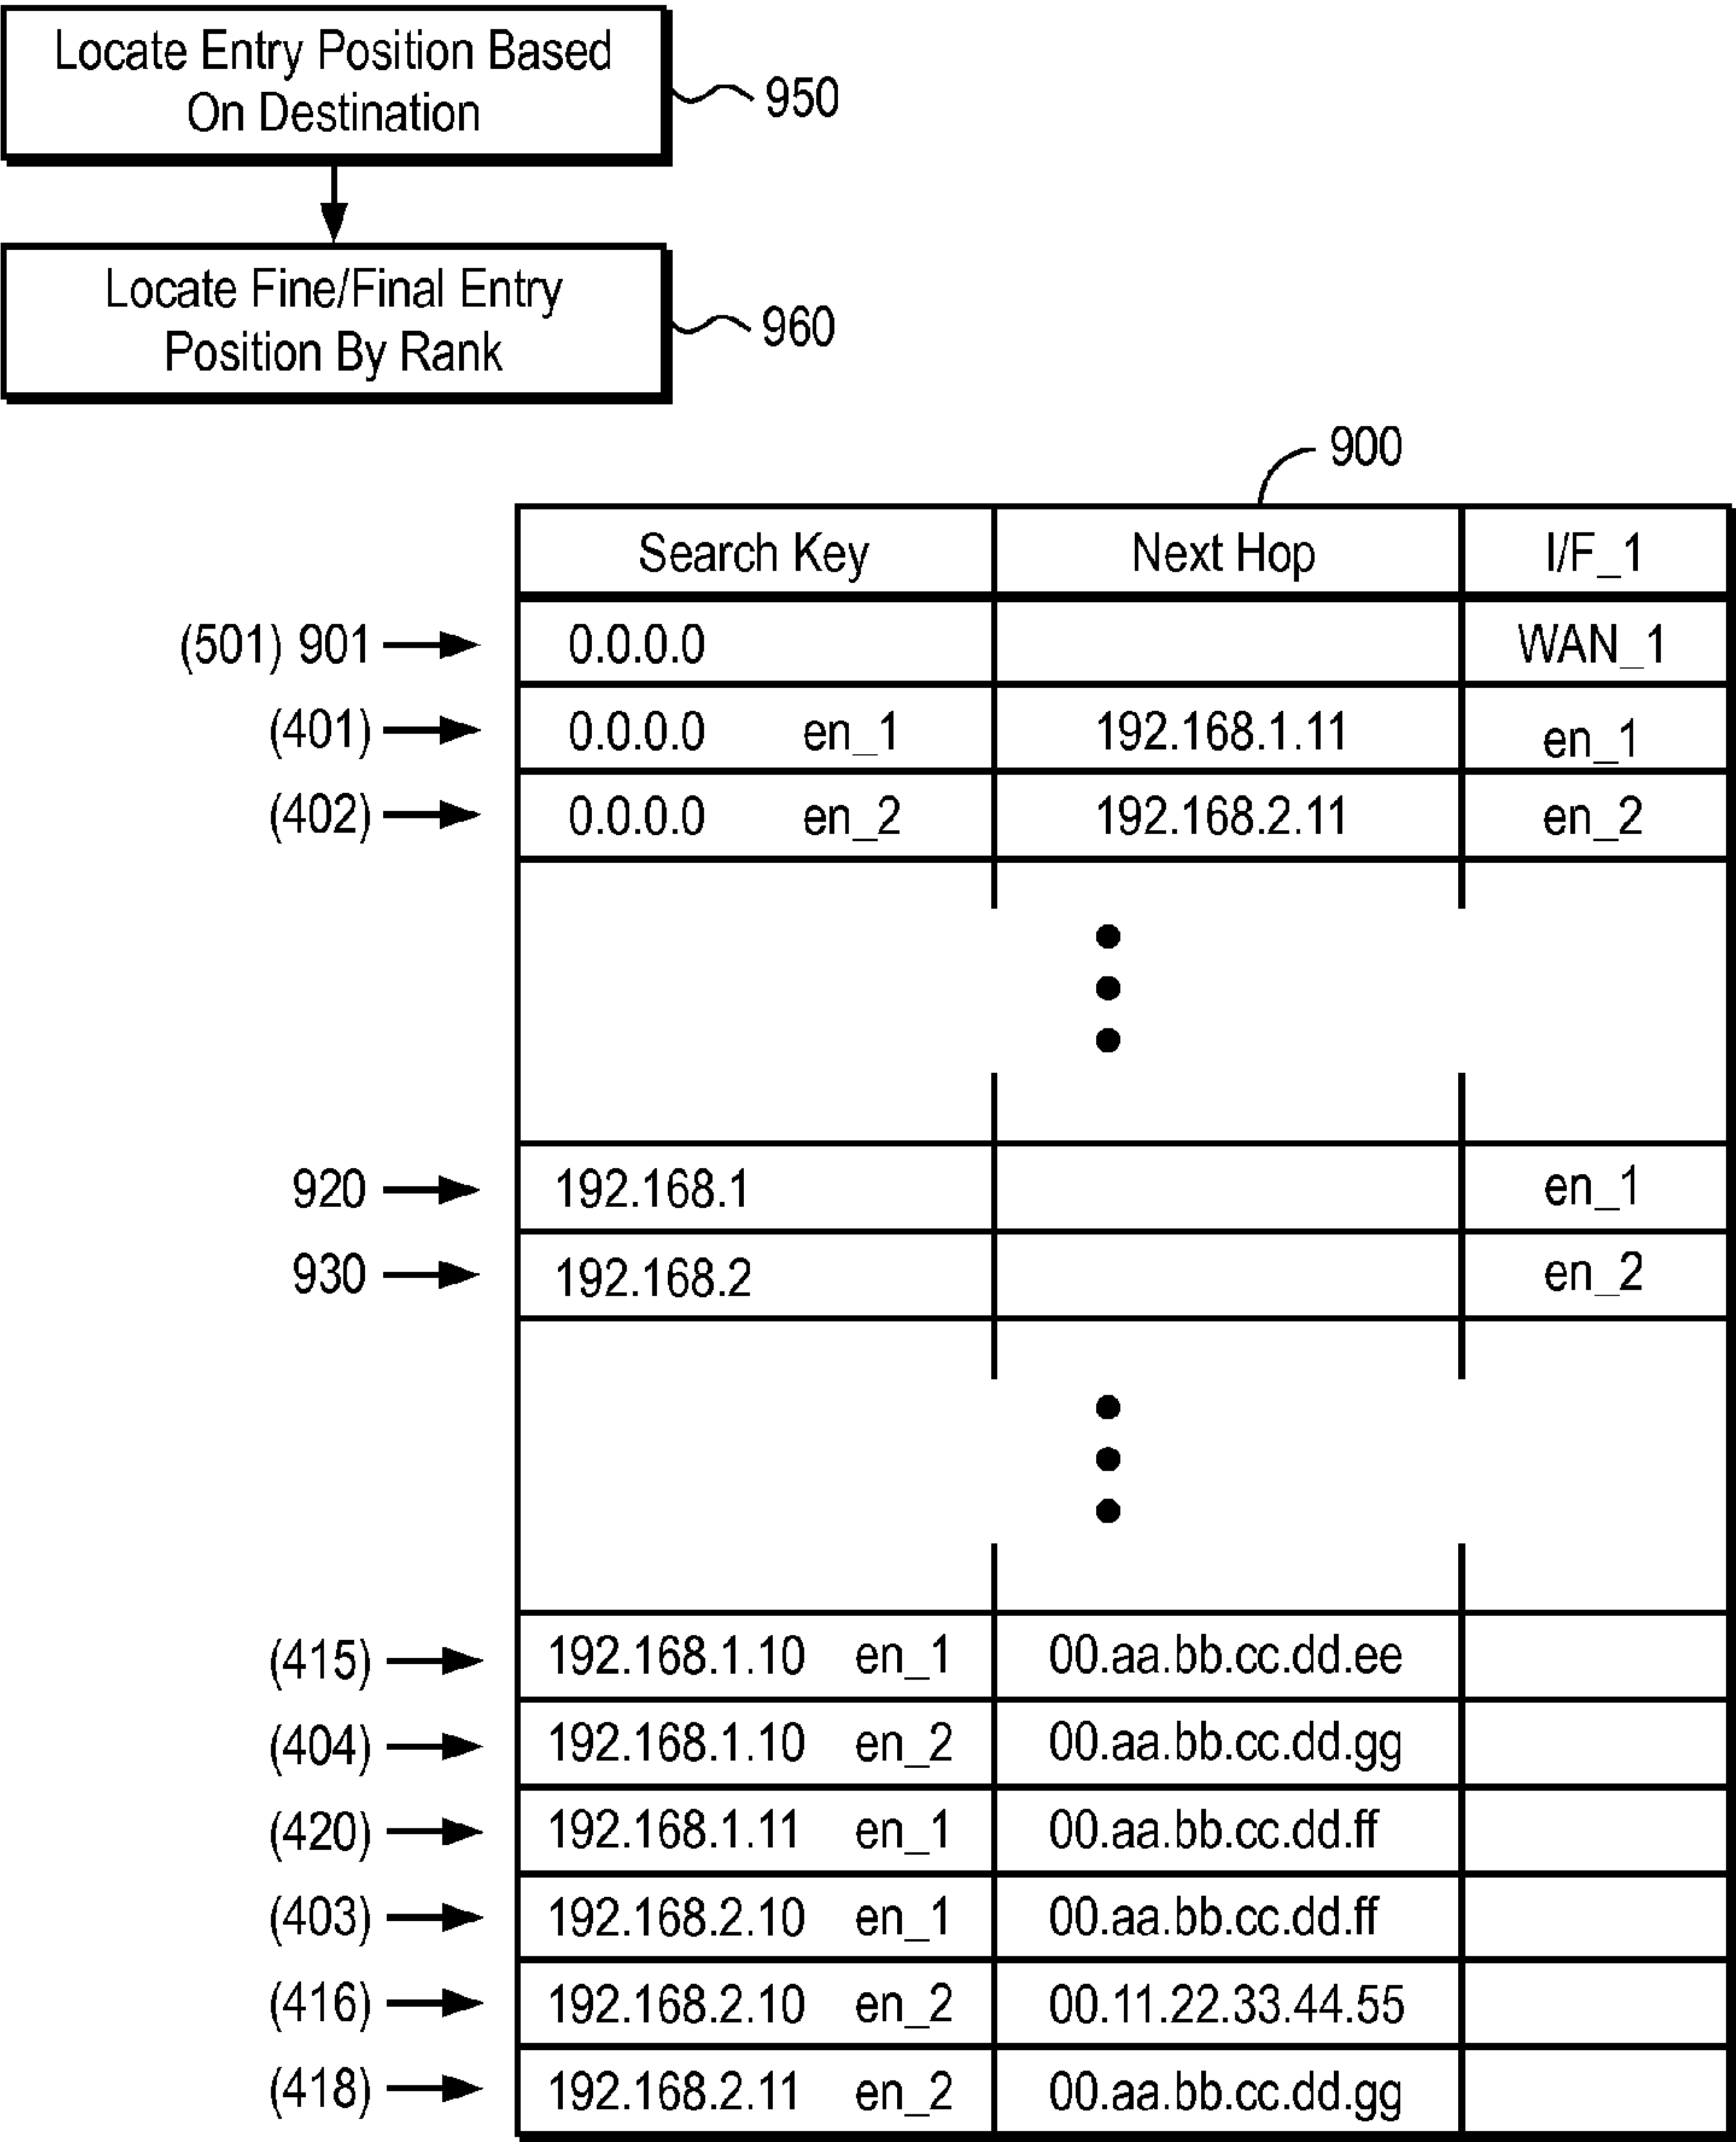 Locate Entry Position Based
On Destination
950
Locate Fine/Final Entry
Position By Rank
960
900
Search Key Next Hop I/F_1
(501) 901 0.0.0.0 WAN_1
(401) 0.0.0.0 en_1 192.168.1.11 en_1
(402) 0.0.0.0 en_2 192.168.2.11 en_2
920 192.168.1 en_1
930 192.168.2 en_2
(415) 192.168.1.10 en_1 00.aa.bb.cc.dd.ee
(404) 192.168.1.10 en_2 00.aa.bb.cc.dd.gg
(420) 192.168.1.11 en_1 00.aa.bb.cc.dd.ff
(403) 192.168.2.10 en_1 00.aa.bb.cc.dd.ff
(416) 192.168.2.10 en_2 00.11.22.33.44.55
(418) 192.168.2.11 en_2 00.aa.bb.cc.dd.gg